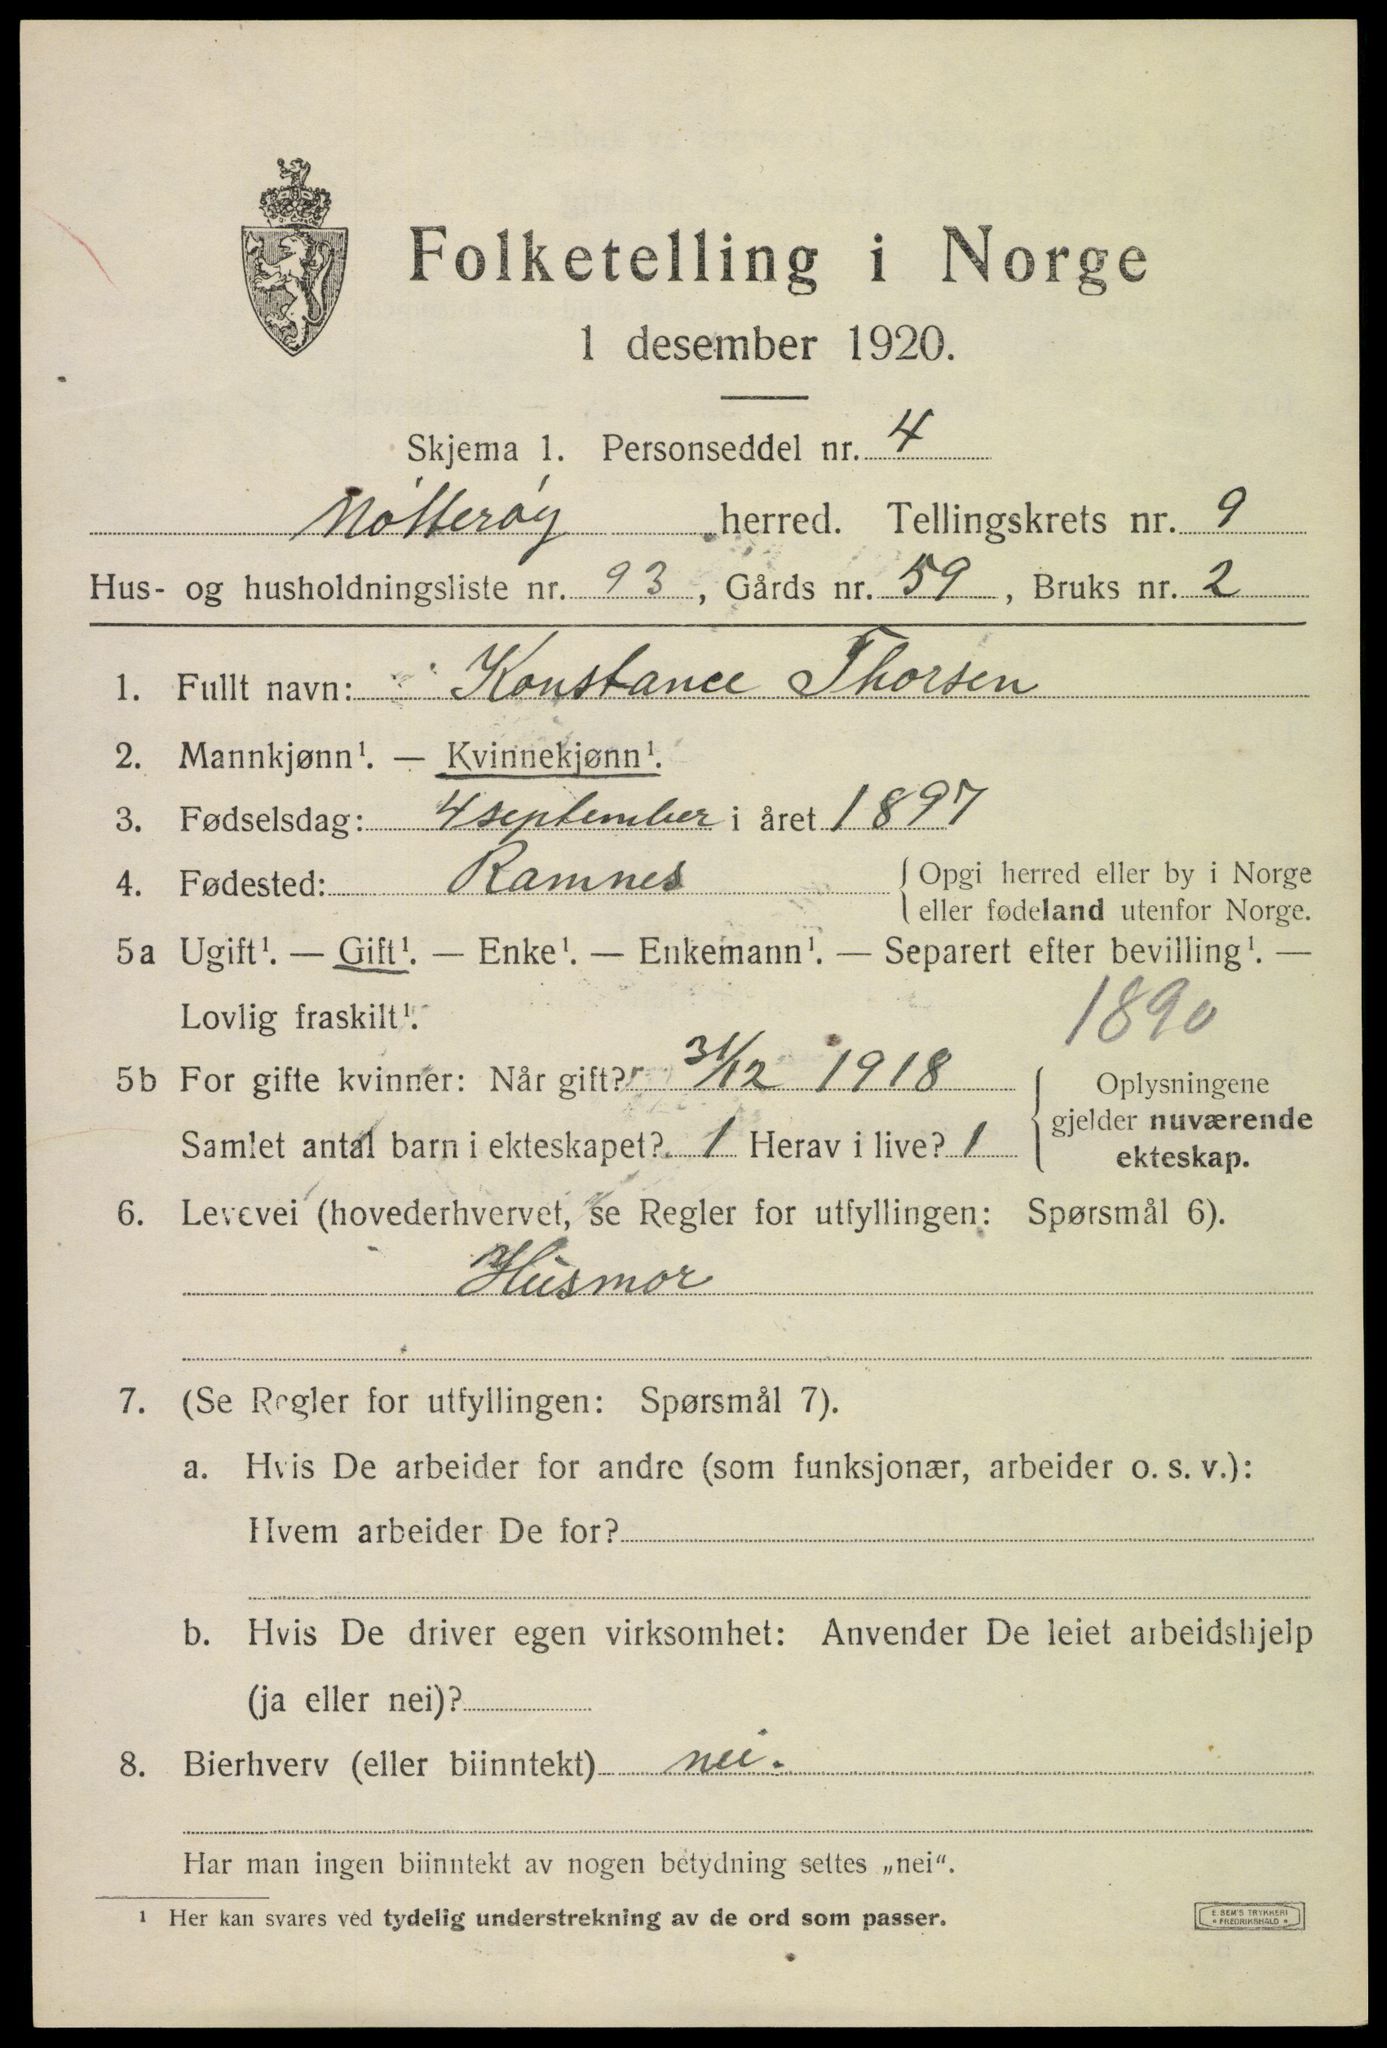 Folketelling i Norge
1 desember 1920.
Skjema 1. Personseddel nr. 4
Nøtterøy herred. Tellingskrets nr. 9
Hus- og husholdningsliste nr. 93, Gårds nr. 59, Bruks nr. 2
1. Fullt navn: Konstance Thorsen
2. Mannkjønn¹. — Kvinnekjønn¹.
3. Fødselsdag: 4 september i året 1897
4. Fødested: Ramnes { Opgi herred eller by i Norge
eller fødeland utenfor Norge.
5a Ugift¹. — Gift¹. — Enke¹. — Enkemann¹. — Separert efter bevilling¹. —
Lovlig fraskilt¹.
1890
5b For gifte kvinner: Når gift? 31/12 1918
Samlet antal barn i ekteskapet? 1 Herav i live? 1
Oplysningene
gjelder nuværende
ekteskap.
6. Levevei (hovederhvervet, se Regler for utfyllingen: Spørsmål 6).
Husmor
7. (Se Regler for utfyllingen: Spørsmål 7).
a. Hvis De arbeider for andre (som funksjonær, arbeider o. s. v.):
Hvem arbeider De for?
b. Hvis De driver egen virksomhet: Anvender De leiet arbeidshjelp
(ja eller nei)?
8. Bierhverv (eller biinntekt) nei.
Har man ingen biinntekt av nogen betydning settes „nei“.
¹ Her kan svares ved tydelig understrekning av de ord som passer.
E. SEM'S TRYKKERI
* FREDRIKSHALD *